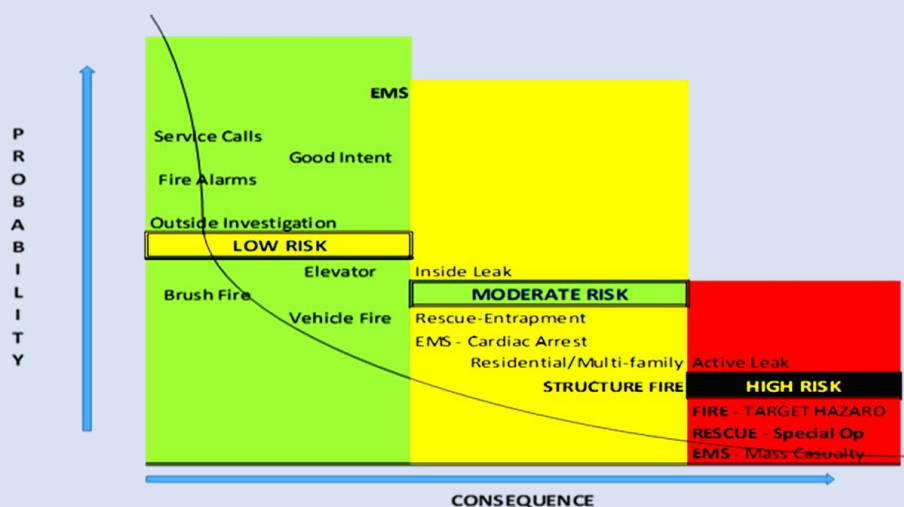 PROBABILITY
EMS
Service Calls
Good Intent
Fire Alarms
Outside Investigation
LOW RISK
Elevator
Brush Fire
Vehicle Fire
Inside Leak
MODERATE RISK
Rescue-Entrapment
EMS - Cardiac Arrest
Residential/Multi-family
STRUCTURE FIRE
Active Leak
HIGH RISK
FIRE - TARGET HAZARD
RESCUE - Special Op
EMS - Mass Casualty
CONSEQUENCE